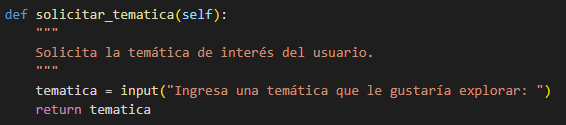 def solicitar_tematica(self):
"""
Solicita la temática de interés del usuario.
"""
tematica = input("Ingresa una temática que le gustaría explorar: ")
return tematica